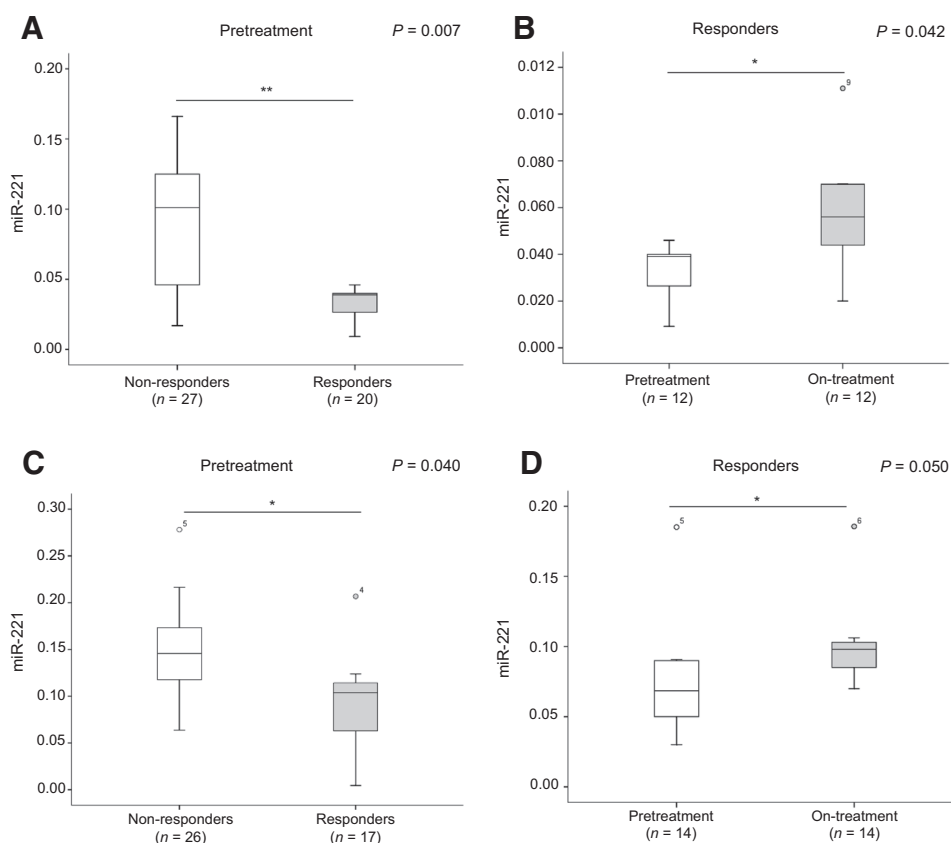 A
Pretreatment
P = 0.007
**
miR-221
0.20
0.15
0.10
0.05
0.00
Non-responders
(n = 27)
Responders
(n = 20)
B
Responders
P = 0.042
*
9
miR-221
0.012
0.010
0.080
0.060
0.040
0.020
0.000
Pretreatment
(n = 12)
On-treatment
(n = 12)
C
Pretreatment
P = 0.040
*
5
4
miR-221
0.30
0.25
0.20
0.15
0.10
0.05
0.00
Non-responders
(n = 26)
Responders
(n = 17)
D
Responders
P = 0.050
*
5
6
miR-221
0.20
0.15
0.10
0.05
0.00
Pretreatment
(n = 14)
On-treatment
(n = 14)